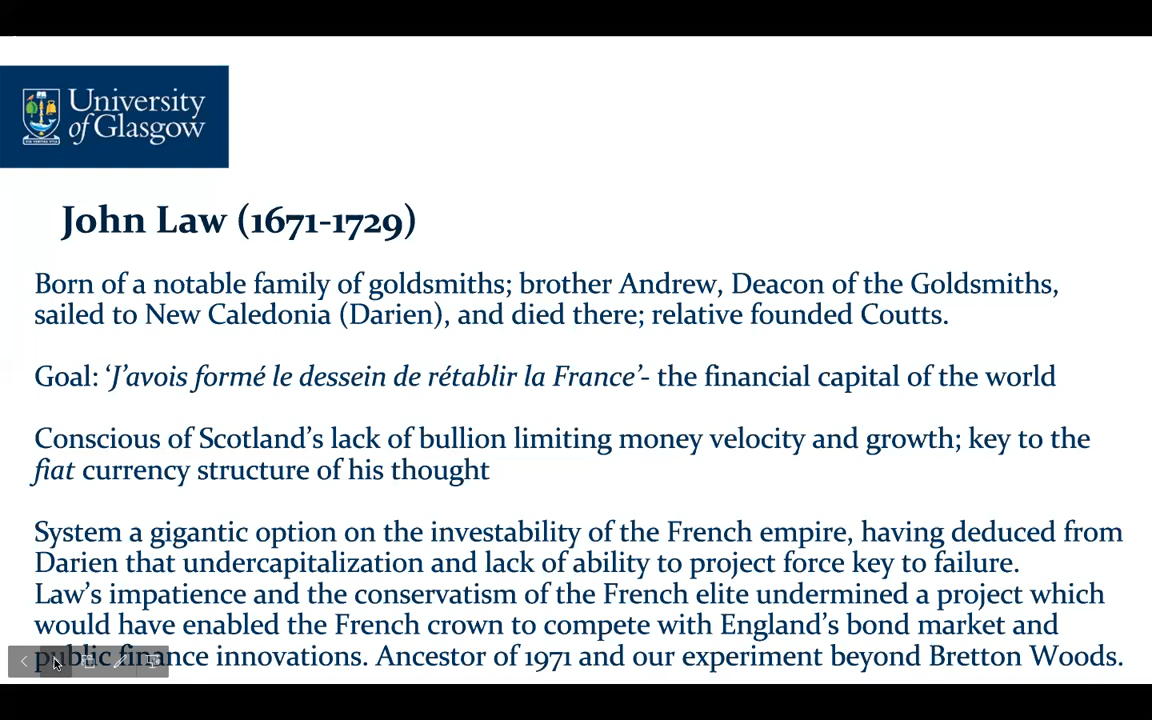 University
of Glasgow
John Law (1671-1729)
Born of a notable family of goldsmiths; brother Andrew, Deacon of the Goldsmiths,
sailed to New Caledonia (Darien), and died there; relative founded Coutts.
Goal: ‘J’avois formé le dessein de rétablir la France’- the financial capital of the world
Conscious of Scotland’s lack of bullion limiting money velocity and growth; key to the
fiat currency structure of his thought
System a gigantic option on the investability of the French empire, having deduced from
Darien that undercapitalization and lack of ability to project force key to failure.
Law’s impatience and the conservatism of the French elite undermined a project which
would have enabled the French crown to compete with England’s bond market and
public finance innovations. Ancestor of 1971 and our experiment beyond Bretton Woods.